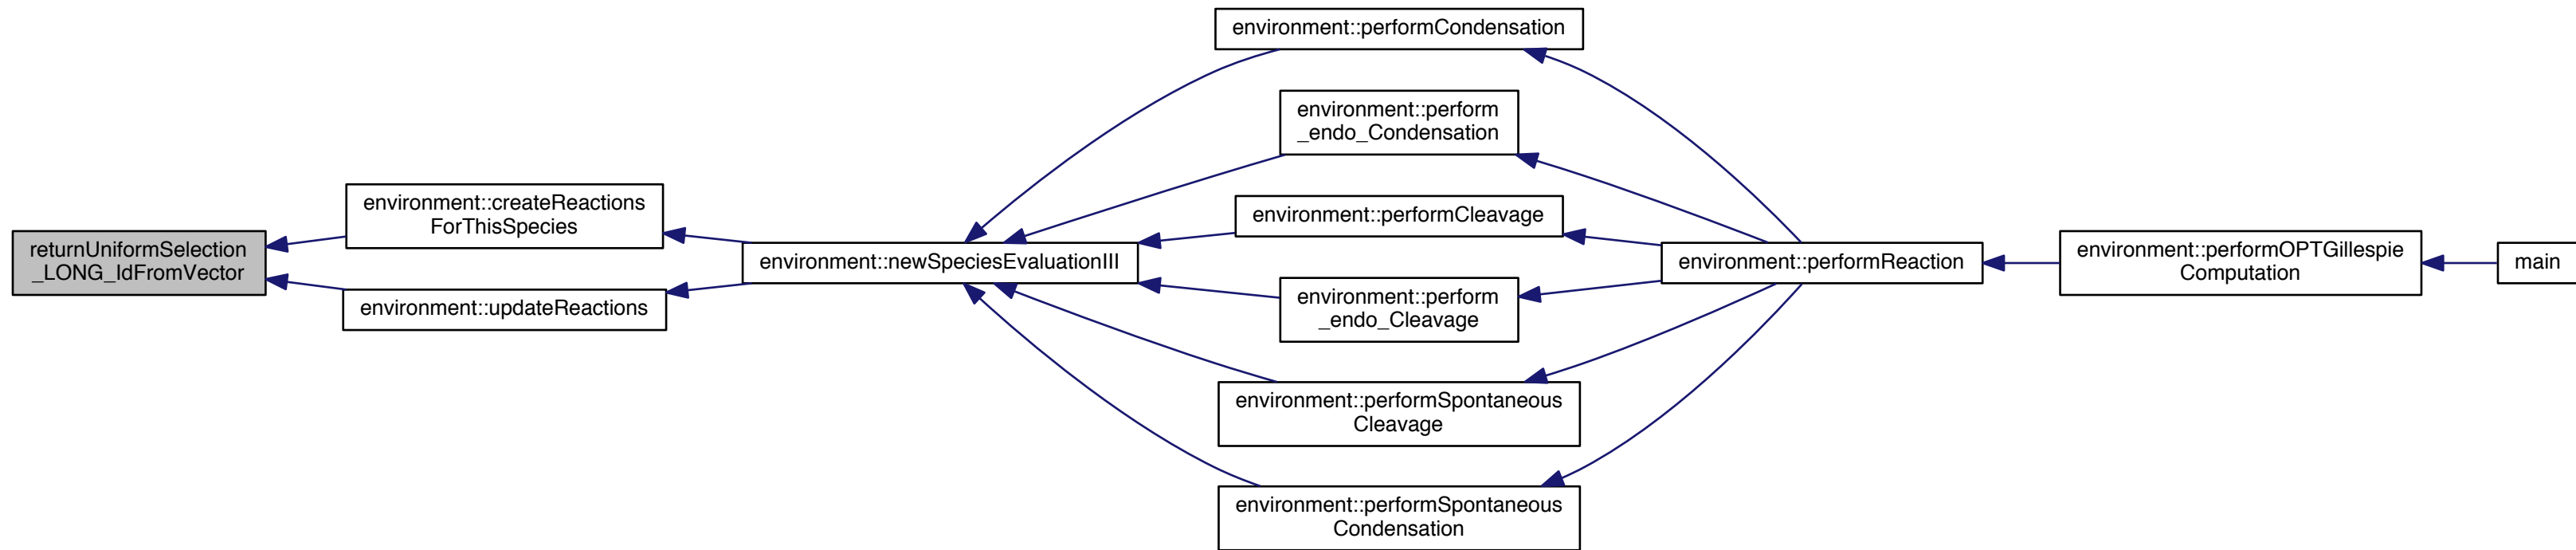 returnUniformSelection
_LONG_IdFromVector
environment::createReactions
ForThisSpecies
environment::updateReactions
environment::newSpeciesEvaluationIII
environment::performCondensation
environment::perform
_endo_Condensation
environment::performCleavage
environment::perform
_endo_Cleavage
environment::performSpontaneous
Cleavage
environment::performSpontaneous
Condensation
environment::performReaction
environment::performOPTGillespie
Computation
main